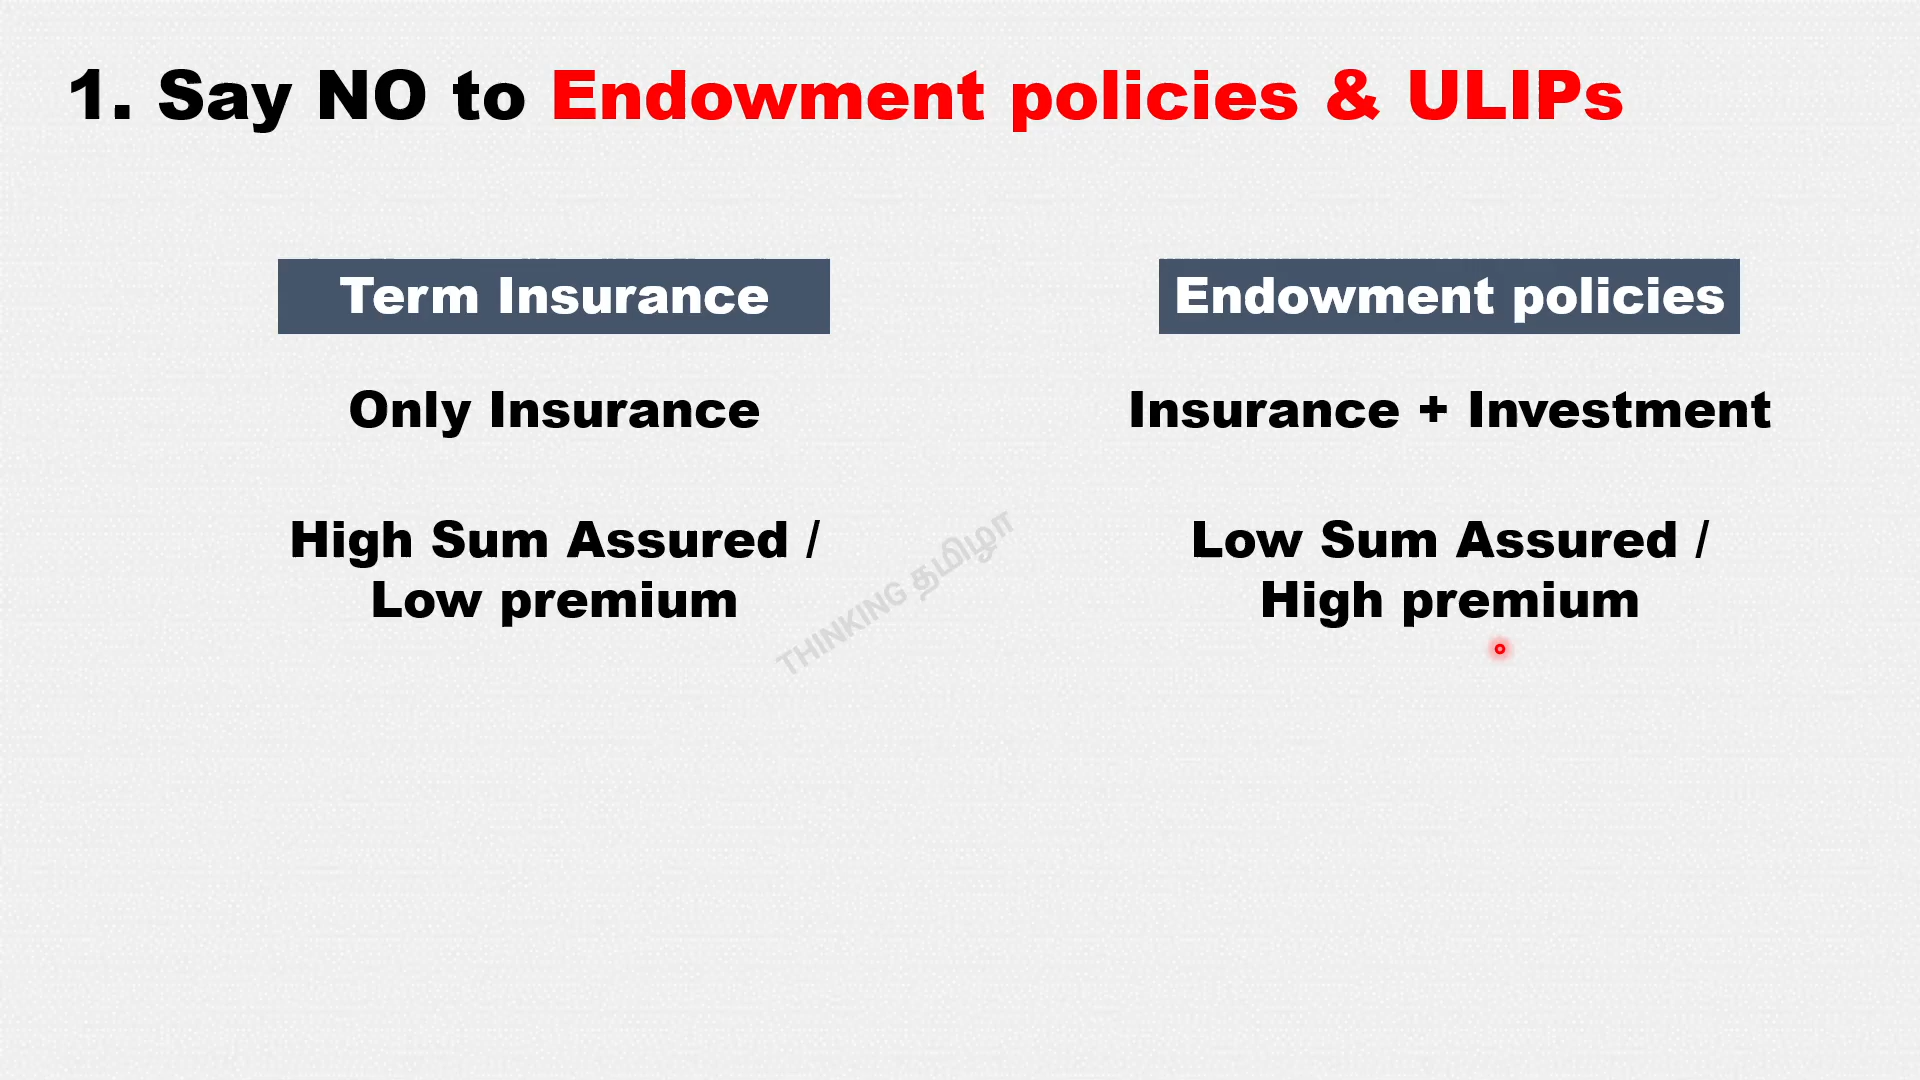 1. Say NO to Endowment policies & ULIPs
Term Insurance
Only Insurance
High Sum Assured /
Low premium
Endowment policies
Insurance + Investment
Low Sum Assured /
High premium
THINKING தமிழா